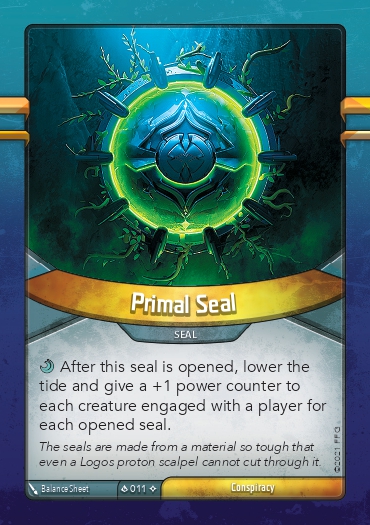 Primal Seal
SEAL
After this seal is opened, lower the
tide and give a +1 power counter to
each creature engaged with a player for
each opened seal.
The seals are made from a material so tough that
even a Logos proton scalpel cannot cut through it.
©2021 FFG
Balance Sheet
011
Conspiracy